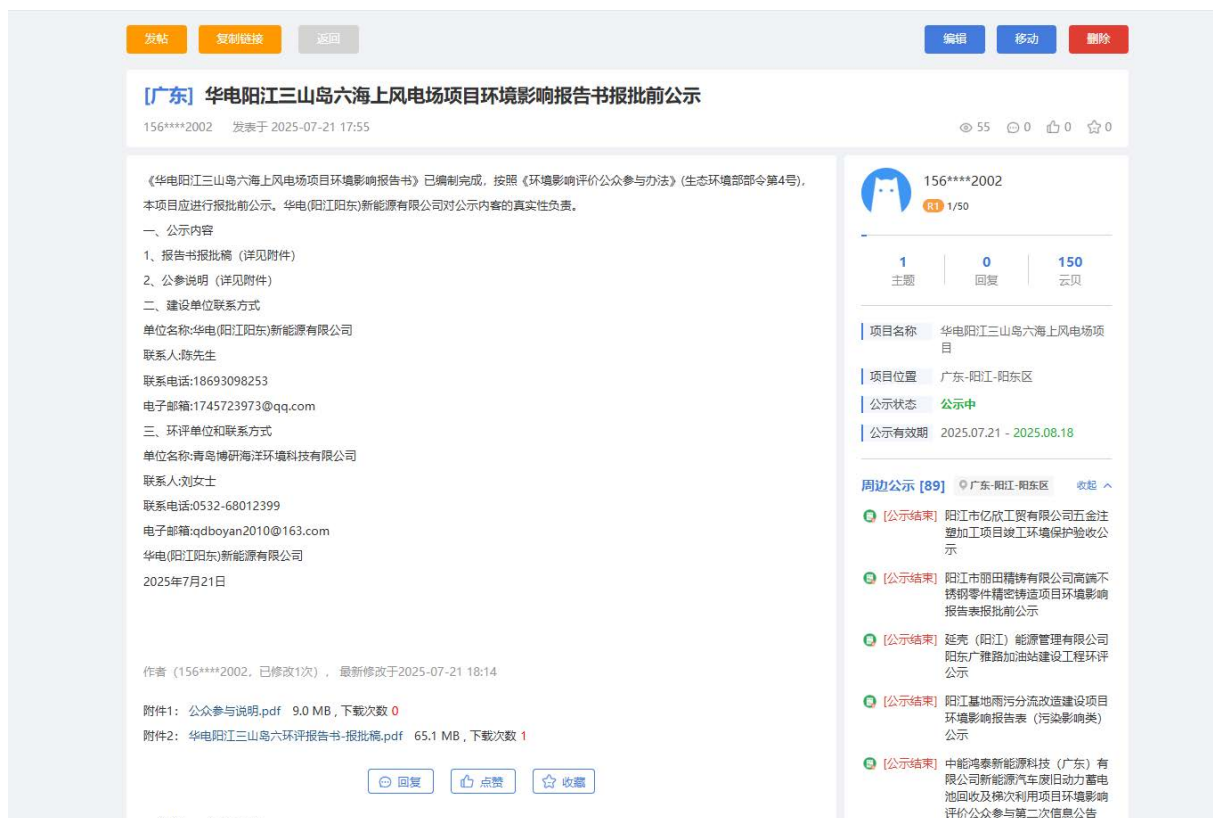 发帖 复制链接 返回 编辑 移动 删除
[广东] 华电阳江三山岛六海上风电场项目环境影响报告书报批前公示
156****2002 发表于 2025-07-21 17:55 55 0 0 0
《华电阳江三山岛六海上风电场项目环境影响报告书》已编制完成，按照《环境影响评价公众参与办法》(生态环境部部令第4号)，
本项目应进行报批前公示。华电(阳江阳东)新能源有限公司对公示内客的真实性负责。
一、公示内容
1、报告书报批稿（详见附件）
2、公参说明（详见附件）
二、建设单位联系方式
单位名称:华电(阳江阳东)新能源有限公司
联系人:陈先生
联系电话:18693098253
电子邮箱:1745723973@qq.com
三、环评单位和联系方式
单位名称:青岛博研海洋环境科技有限公司
联系人:刘女士
联系电话:0532-68012399
电子邮箱:qdboyan2010@163.com
华电(阳江阳东)新能源有限公司
2025年7月21日
作者（156****2002，已修改1次）， 最新修改于2025-07-21 18:14
附件1： 公众参与说明.pdf 9.0 MB , 下载次数 0
附件2： 华电阳江三山岛六环评报告书-报批稿.pdf 65.1 MB , 下载次数 1
回复 点赞 收藏
156****2002
R1 1/50
1 0 150
主题 回复 云贝
项目名称 华电阳江三山岛六海上风电场项
目
项目位置 广东-阳江-阳东区
公示状态 公示中
公示有效期 2025.07.21 - 2025.08.18
周边公示 [89] 广东-阳江-阳东区 收起
[公示结束] 阳江市亿欣工贸有限公司五金注
塑加工项目竣工环境保护验收公
示
[公示结束] 阳江市丽田精铸有限公司高端不
锈钢零件精密铸造项目环境影响
报告表报批前公示
[公示结束] 延壳（阳江）能源管理有限公司
阳东广雅路加油站建设工程环评
公示
[公示结束] 阳江基地雨污分流改造建设项目
环境影响报告表（污染影响类）
公示
[公示结束] 中能鸿泰新能源科技（广东）有
限公司新能源汽车废旧动力蓄电
池回收及梯次利用项目环境影响
评价公众参与第二次信息公告